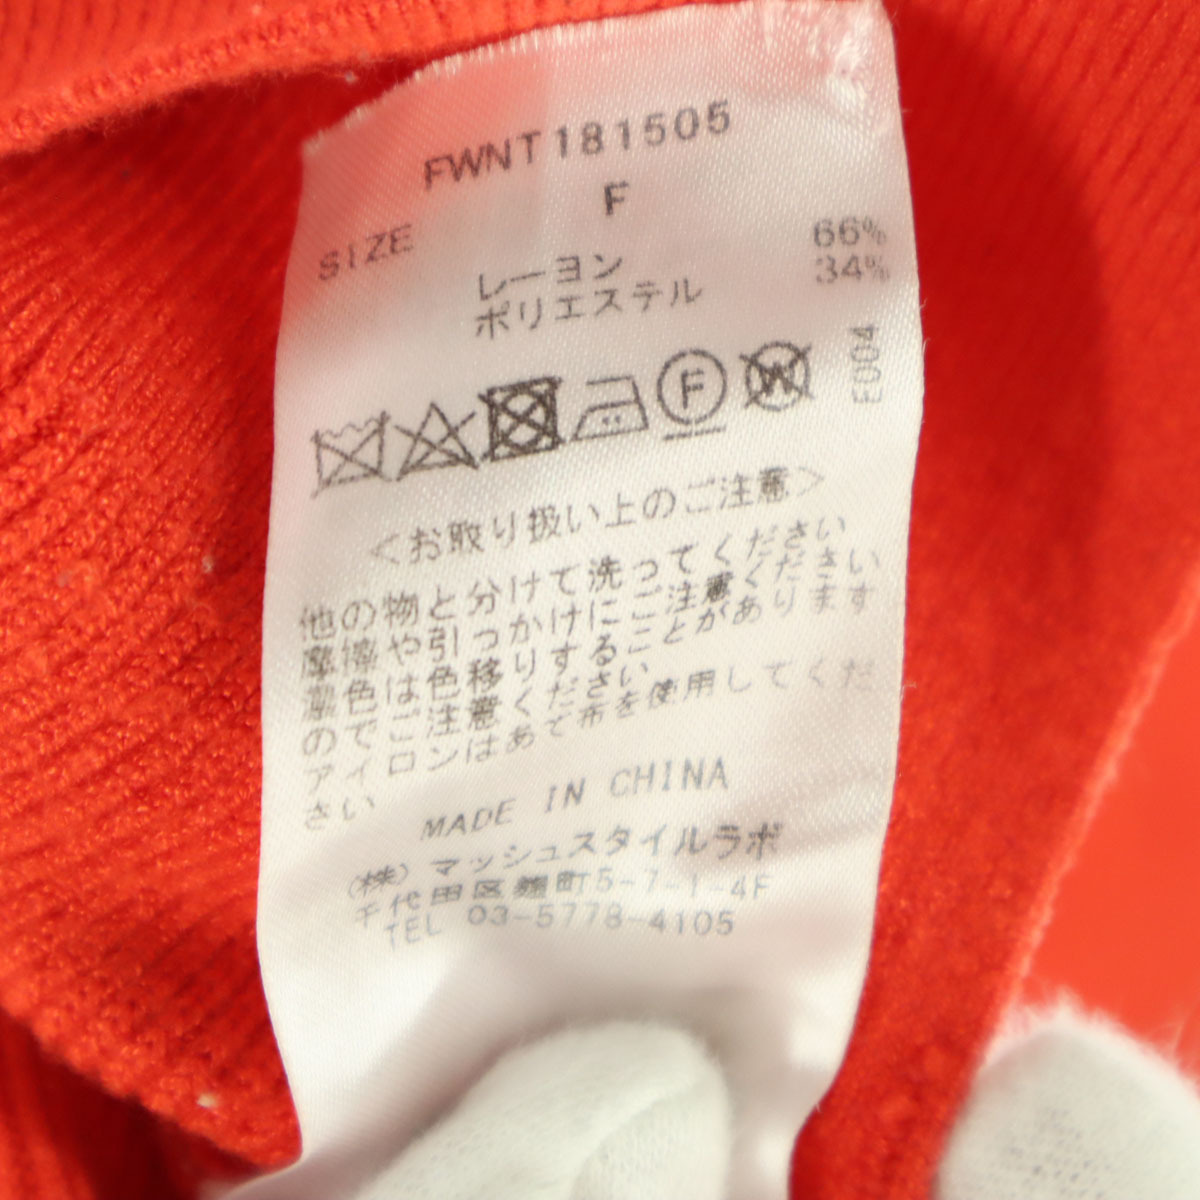 FWNT181505
SIZE F
レーヨン 66%
ポリエステル 34%
F
W
E004
<お取り扱い上のご注意>
他の物と分けて洗ってください
摩擦や引っかけにご注意ください
濃色は色移りすることがあります
のでご注意ください
アイロンはあて布を使用してくだ
さい
MADE IN CHINA
(株)マッシュスタイルラボ
千代田区麹町5-7-1-4F
TEL 03-5778-4105